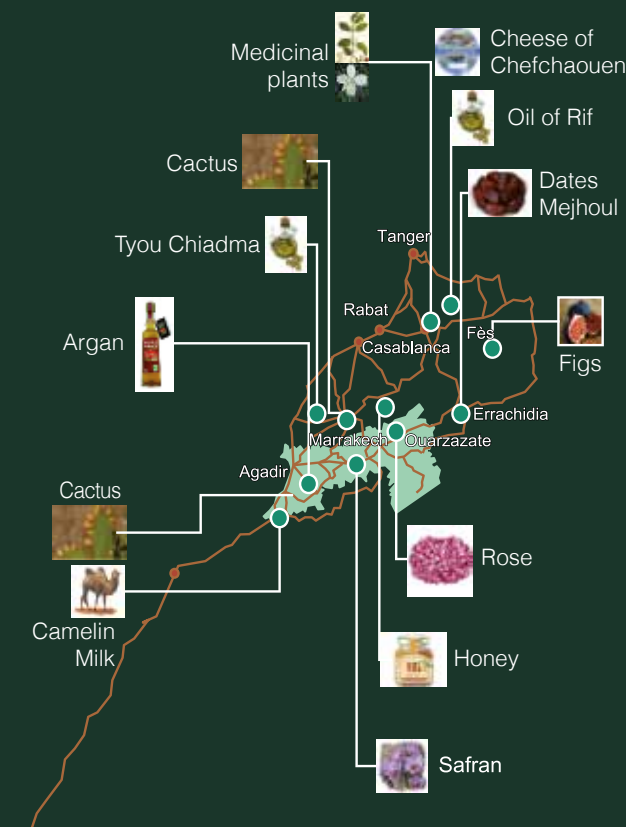 Medicinal
plants
Cheese of
Chefchaouen
Oil of Rif
Cactus
Dates
Mejhoul
Tyou Chiadma
Tanger
Argan
Rabat
Casablanca
Fès
Figs
Errachidia
Marrakech
Ouarzazate
Agadir
Cactus
Rose
Camelin
Milk
Honey
Safran